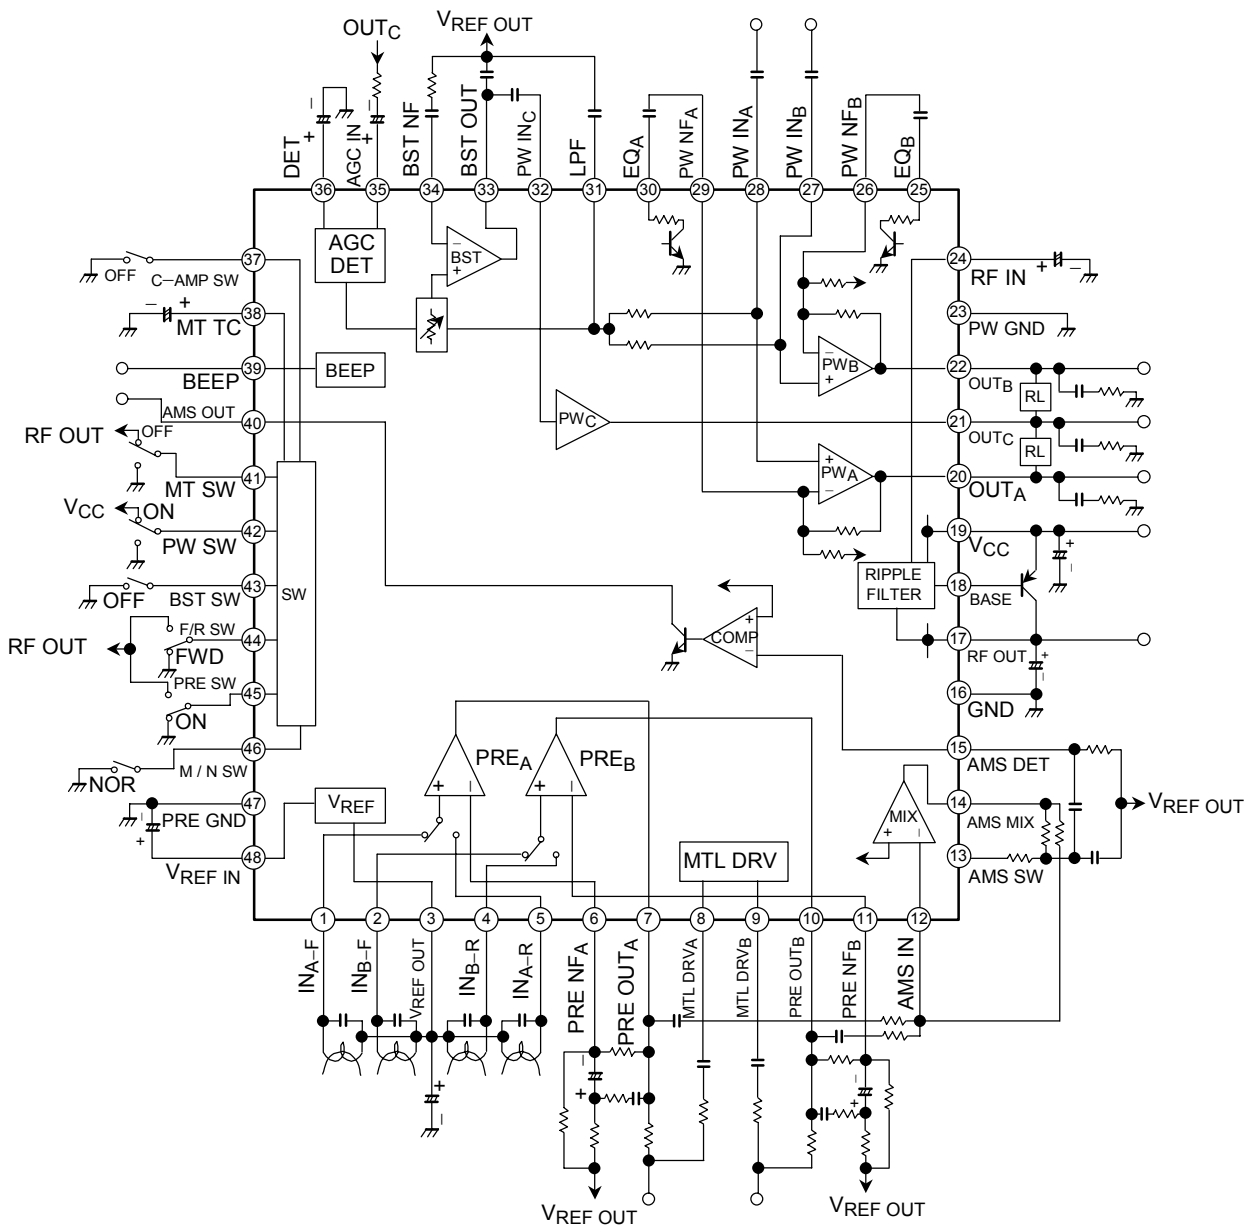 OUTC
VREF OUT
DET
AGC IN
BST NF
BST OUT
PW INC
LPF
EQA
PW NFA
PW INA
PW INB
PW NFB
EQB
36
35
34
33
32
31
30
29
28
27
26
25
− +
− +
AGC
DET
−
BST
+
37
OFF
C−AMP SW
− +
38
MT TC
39
BEEP
BEEP
AMS OUT
40
RF OUT
OFF
41
MT SW
VCC
ON
42
PW SW
43
OFF
BST SW
SW
F/R SW
44
RF OUT
FWD
PRE SW
45
ON
46
NOR
M / N SW
47
PRE GND
− +
48
VREF IN
VREF
24
+ −
RF IN
23
PW GND
−
PWB
+
22
OUTB
RL
PWC
21
OUTC
RL
+
PWA
−
20
OUTA
19
VCC
+ −
RIPPLE
FILTER
18
BASE
17
RF OUT
+ −
16
GND
+
COMP
−
15
AMS DET
VREF OUT
14
AMS MIX
13
AMS SW
PREA
+ −
PREB
+ −
MIX
+ −
MTL DRV
1
2
3
4
5
6
7
8
9
10
11
12
INA−F
INB−F
VREF OUT
INB−R
INA−R
PRE NFA
PRE OUTA
MTL DRVA
MTL DRVB
PRE OUTB
PRE NFB
AMS IN
+ −
− +
− +
VREF OUT
VREF OUT